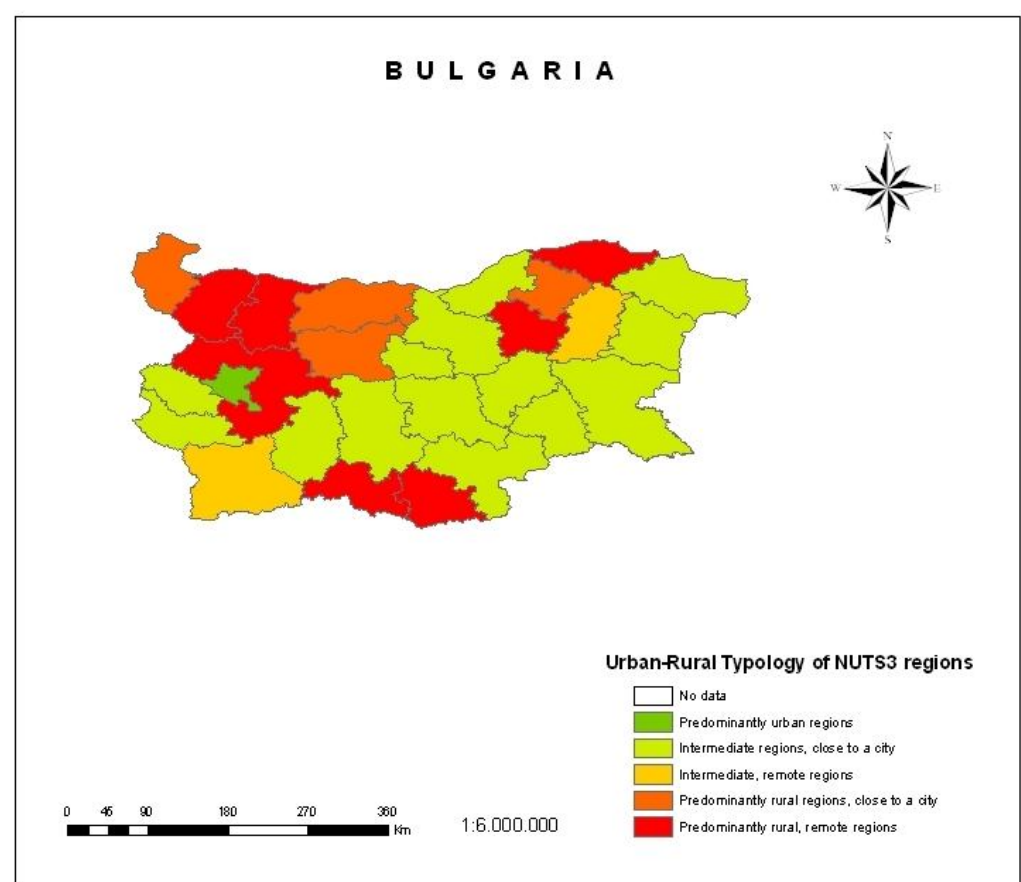 B U L G A R I A
N
W E
S
Urban-Rural Typology of NUTS3 regions
No data
Predominantly urban regions
Intermediate regions, close to a city
Intermediate, remote regions
Predominantly rural regions, close to a city
Predominantly rural, remote regions
0 45 90 180 270 360
Km
1:6.000.000